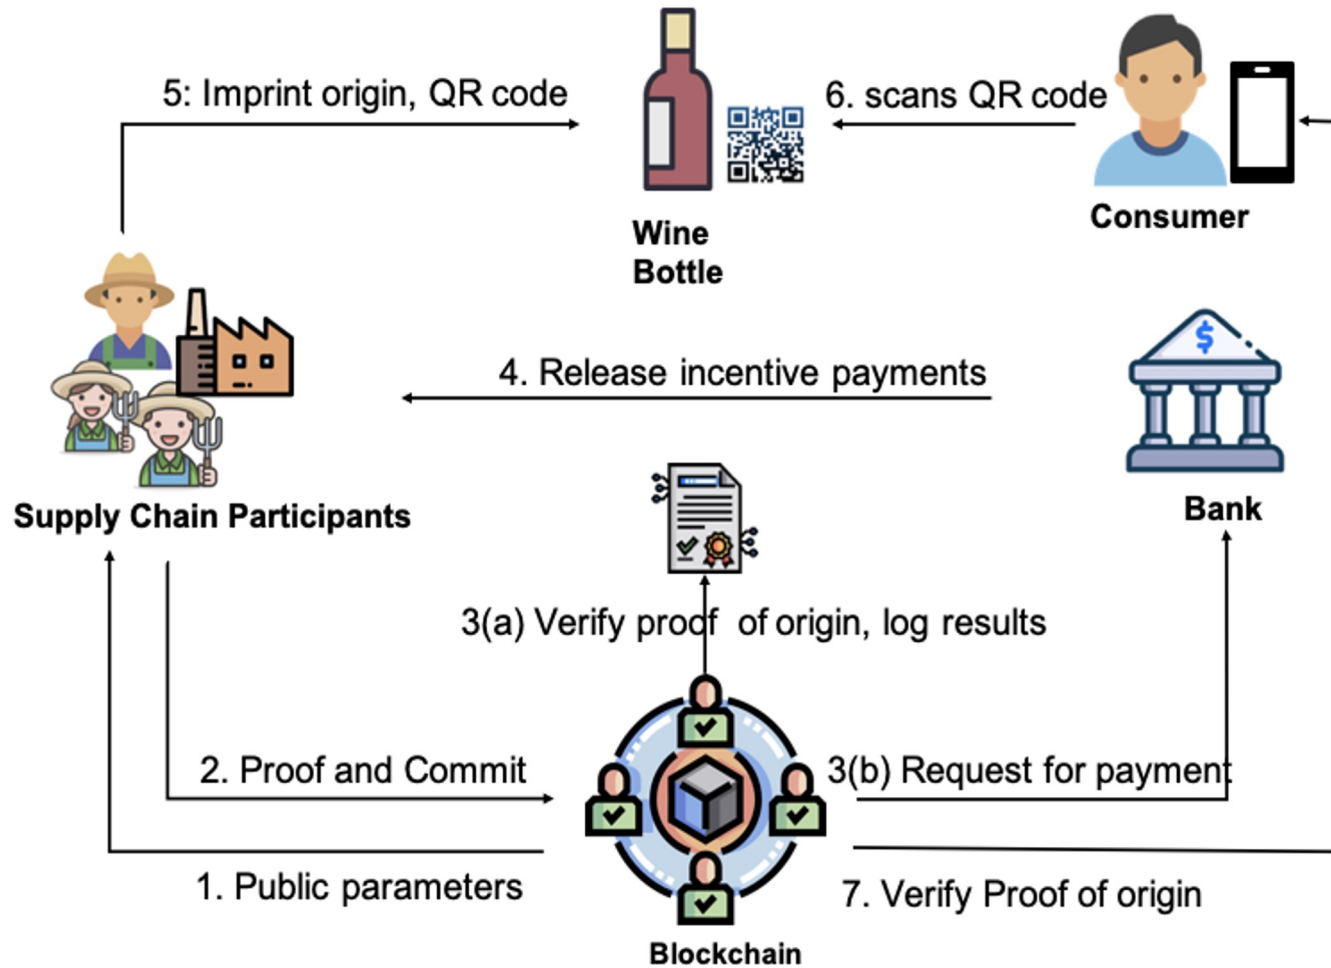 5: Imprint origin, QR code
6. scans QR code
Consumer
Wine
Bottle
$
4. Release incentive payments
Supply Chain Participants
Bank
3(a) Verify proof of origin, log results
2. Proof and Commit
3(b) Request for payment
1. Public parameters
7. Verify Proof of origin
Blockchain